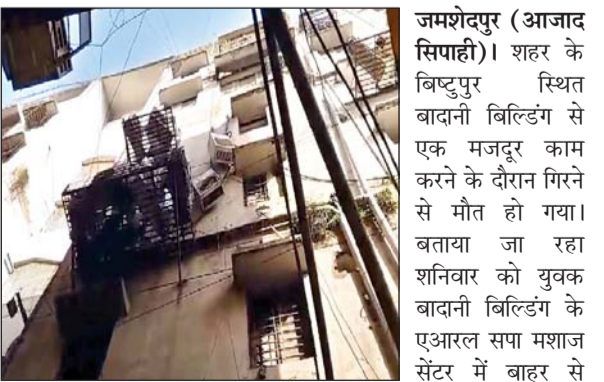 जमशेदपुर (आजाद
सिपाही)। शहर के
बिष्टुपुर स्थित
बादानी बिल्डिंग से
एक मजदूर काम
करने के दौरान गिरने
से मौत हो गया।
बताया जा रहा
शनिवार को युवक
बादानी बिल्डिंग के
एआरल सपा मशाज
सेंटर में बाहर से